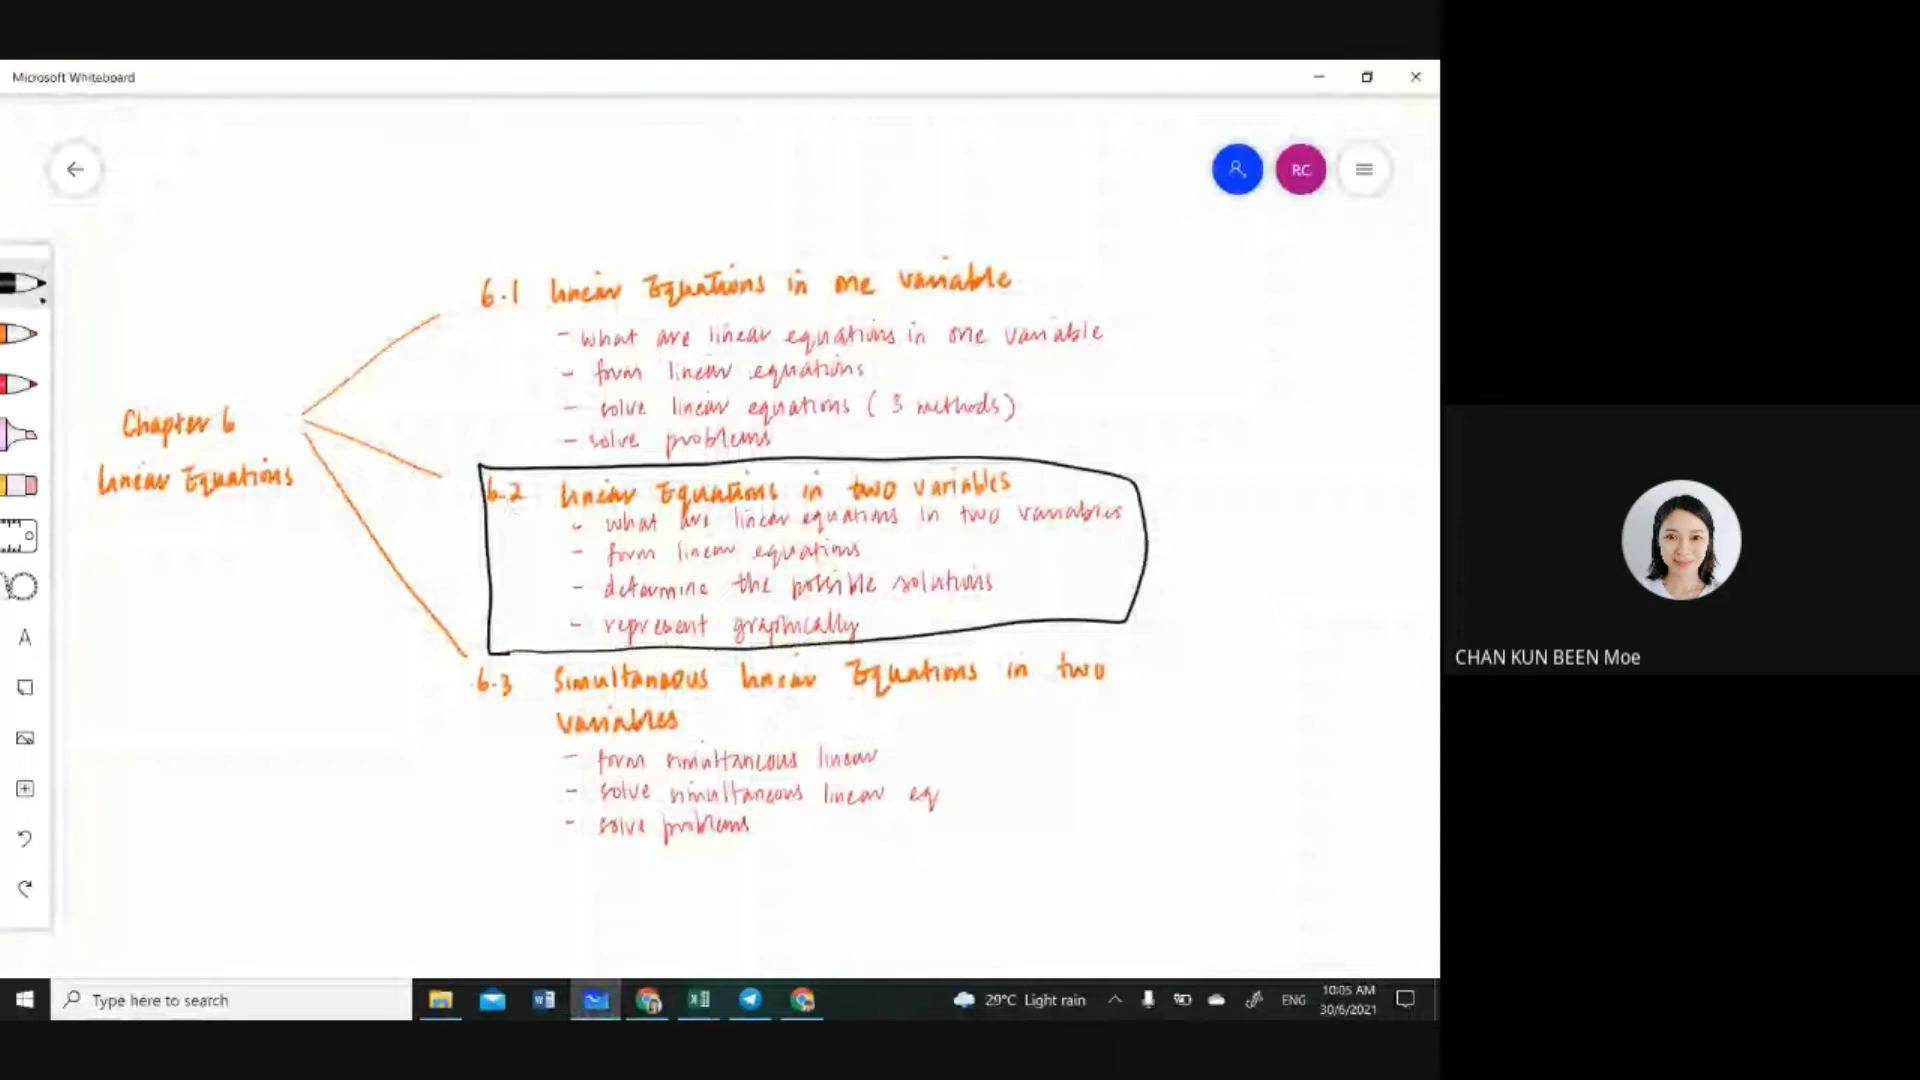 Microsoft Whiteboard
RC
6.1 Linear Equations in one variable
- what are linear equations in one variable
- form linear equations
- solve linear equations (3 methods)
- solve problems
Chapter 6
Linear Equations
6.2 Linear Equations in two variables
- what are linear equations in two variables
- form linear equations
- determine the possible solutions
- represent graphically
6.3 Simultaneous linear Equations in two
variables
- form simultaneous linear
- solve simultaneous linear eq
- solve problems
A
CHAN KUN BEEN Moe
Type here to search
29°C Light rain
ENG
10:05 AM
30/6/2021